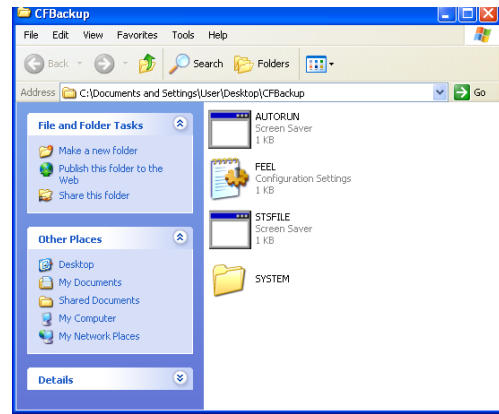 CFBackup
File Edit View Favorites Tools Help
Back Search Folders
Address C:\Documents and Settings\User\Desktop\CFBackup Go
File and Folder Tasks
Make a new folder
Publish this folder to the
Web
Share this folder
Other Places
Desktop
My Documents
Shared Documents
My Computer
My Network Places
Details
AUTORUN
Screen Saver
1 KB
FEEL
Configuration Settings
1 KB
STSFILE
Screen Saver
1 KB
SYSTEM